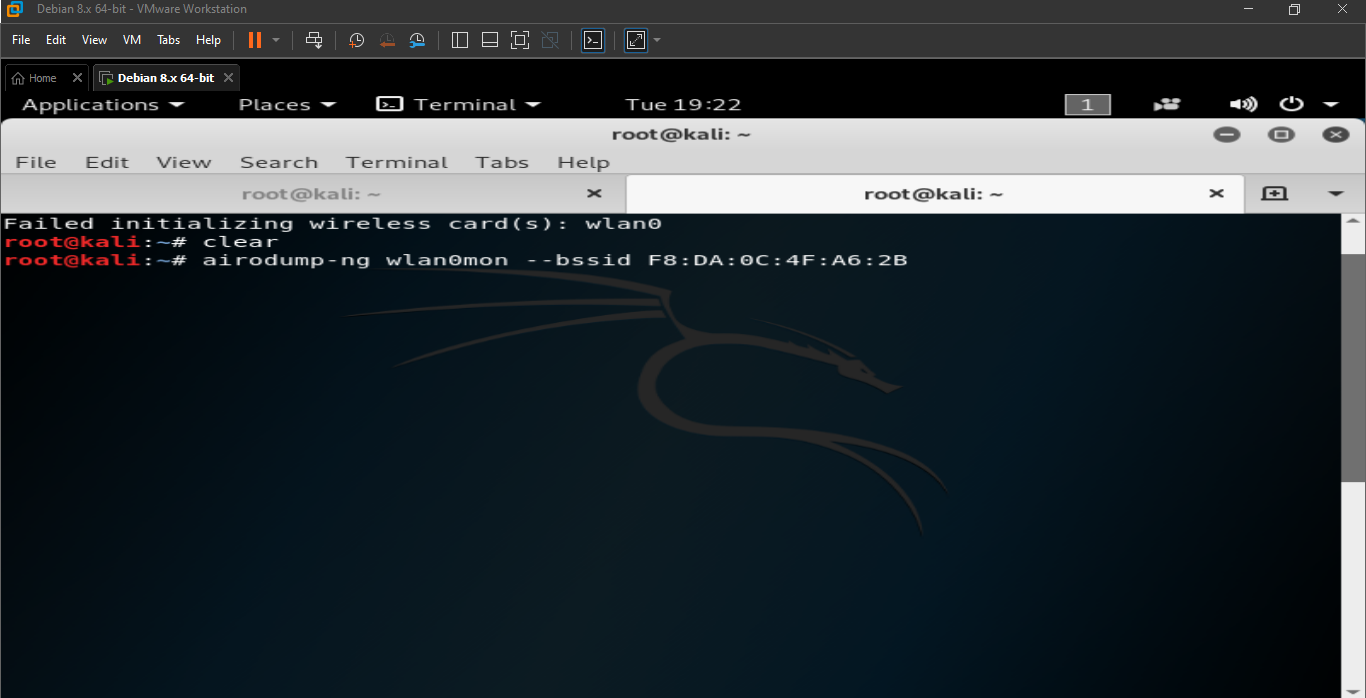 Debian 8.x 64-bit - VMware Workstation
File Edit View VM Tabs Help
Home Debian 8.x 64-bit
Applications Places Terminal Tue 19:22 1
root@kali: ~
File Edit View Search Terminal Tabs Help
root@kali: ~ root@kali: ~
Failed initializing wireless card(s): wlan0
root@kali:~# clear
root@kali:~# airodump-ng wlan0mon --bssid F8:DA:0C:4F:A6:2B